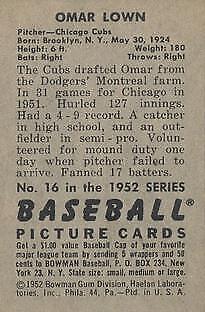 OMAR LOWN
Pitcher—Chicago Cubs
Born: Brooklyn, N. Y., May 30, 1924
Height: 6 ft. Weight: 180
Bats: Right Throws: Right
The Cubs drafted Omar from
the Dodgers' Montreal farm.
In 31 games for Chicago in
1951. Hurled 127 innings.
Had a 4 - 9 record. A pitcher
in high school, and an out-
fielder in semi - pro. Volun-
teered for mound duty one
day when pitcher failed to
arrive. Fanned 17 batters.
No. 16 in the 1952 SERIES
BASEBALL®
PICTURE CARDS
Get a $1.00 value Baseball Cap of your favorite
major league team by sending 5 wrappers and 50
cents to BOWMAN Baseball, P. O. BOX 234, New
York 23, N. Y. State size: small, medium or large.
©1952 Bowman Gum Division, Haelan Labora-
tories, Inc., Phila. 44, Pa.—Ptd. in U. S. A.